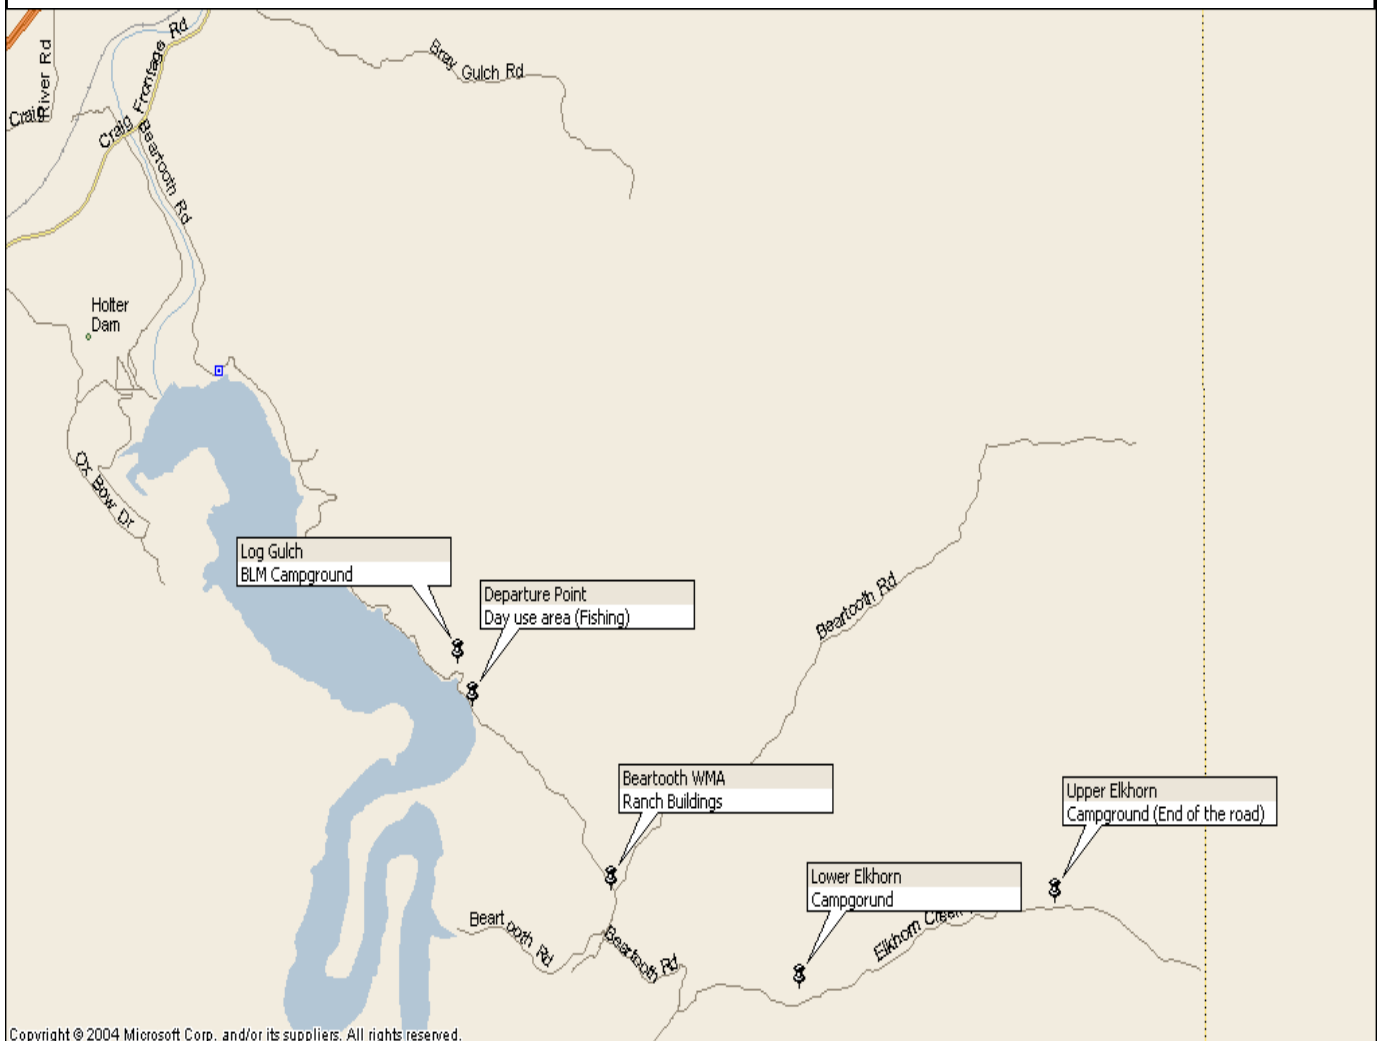 River Rd
Craig
Craig Frontage Rd
Bray Gulch Rd
Beartooth Rd
Holter
Dam
Ox Bow Dr
Log Gulch
BLM Campground
Departure Point
Day use area (Fishing)
Beartooth Rd
Beartooth WMA
Ranch Buildings
Upper Elkhorn
Campground (End of the road)
Lower Elkhorn
Campgorund
Elkhorn Creek
Beartooth Rd
Beartooth Rd
Copyright © 2004 Microsoft Corp. and/or its suppliers. All rights reserved.